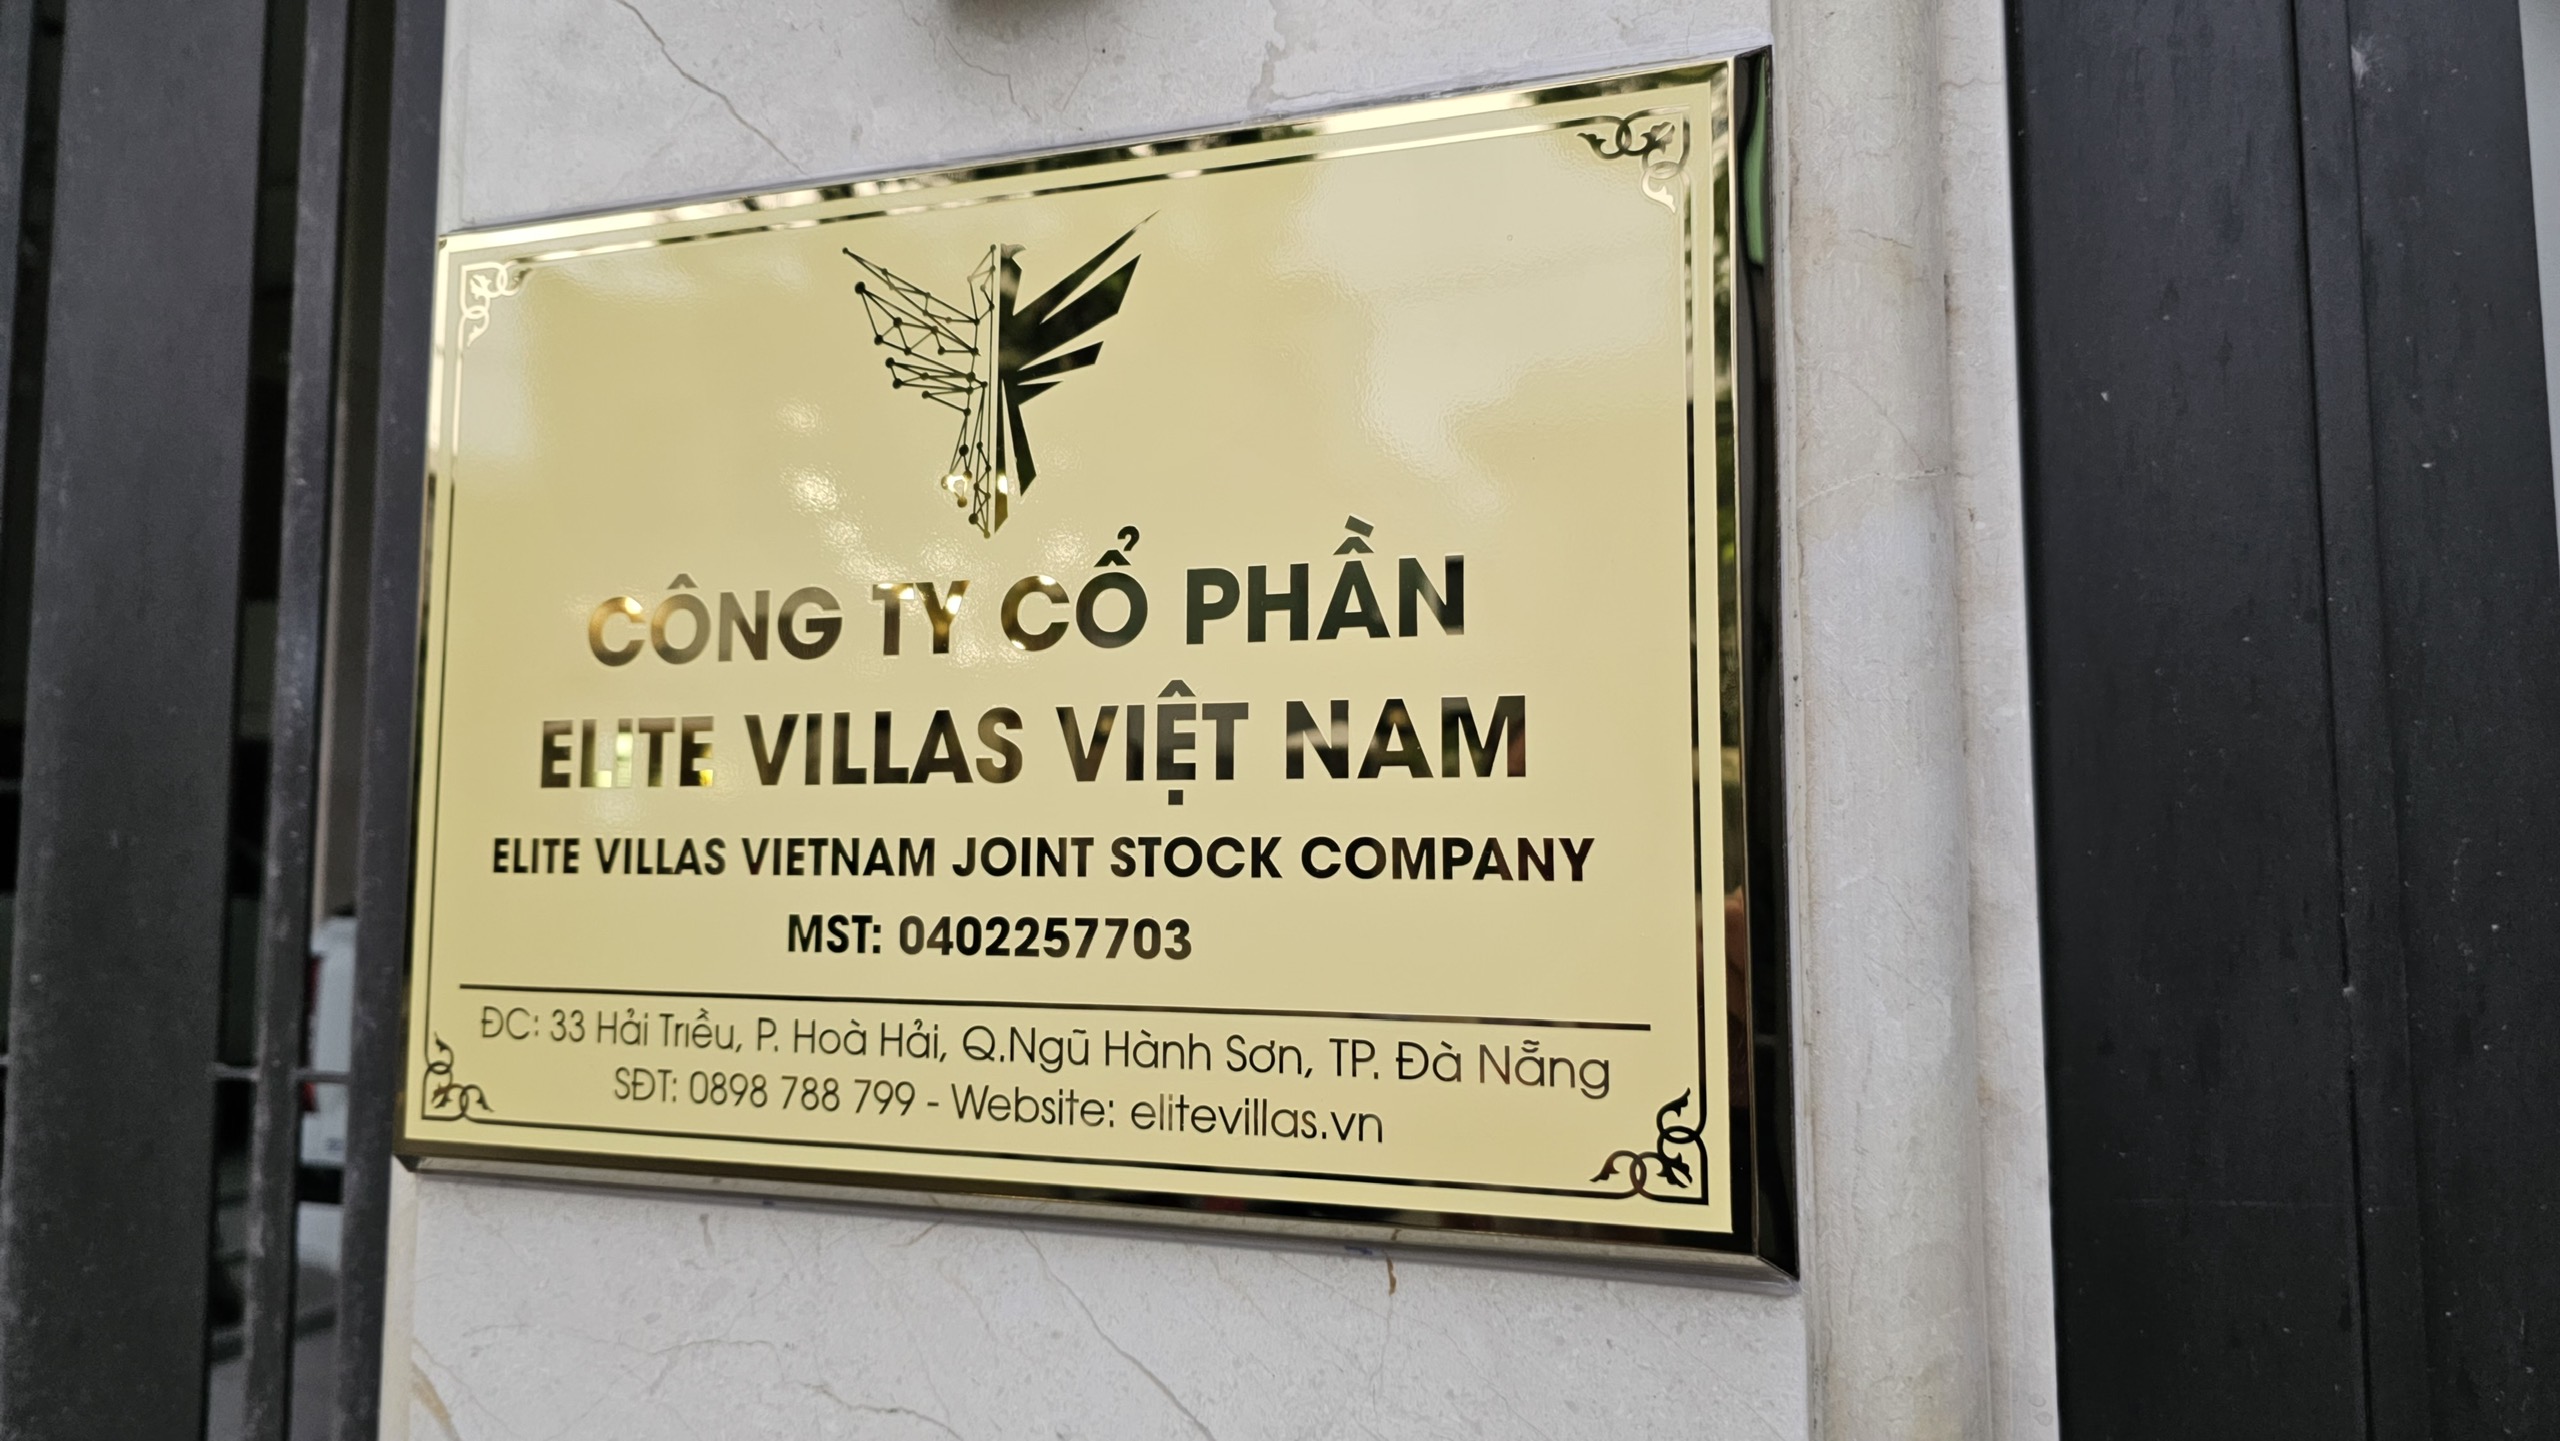 CÔNG TY CỔ PHẦN
ELITE VILLAS VIỆT NAM
ELITE VILLAS VIETNAM JOINT STOCK COMPANY
MST: 0402257703
ĐC: 33 Hải Triều, P. Hoà Hải, Q.Ngũ Hành Sơn, TP. Đà Nẵng
SĐT: 0898 788 799 - Website: elitevillas.vn